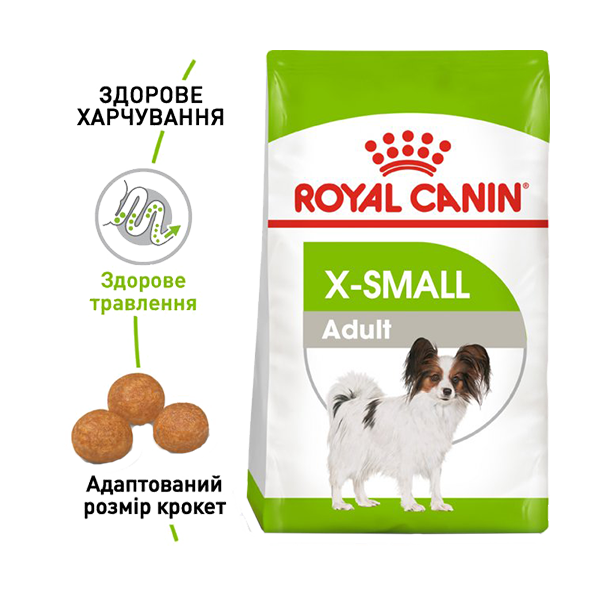 ЗДОРОВЕ
ХАРЧУВАННЯ
Здорове
травлення
Адаптований
розмір крокет
ROYAL CANIN®
X-SMALL
Adult